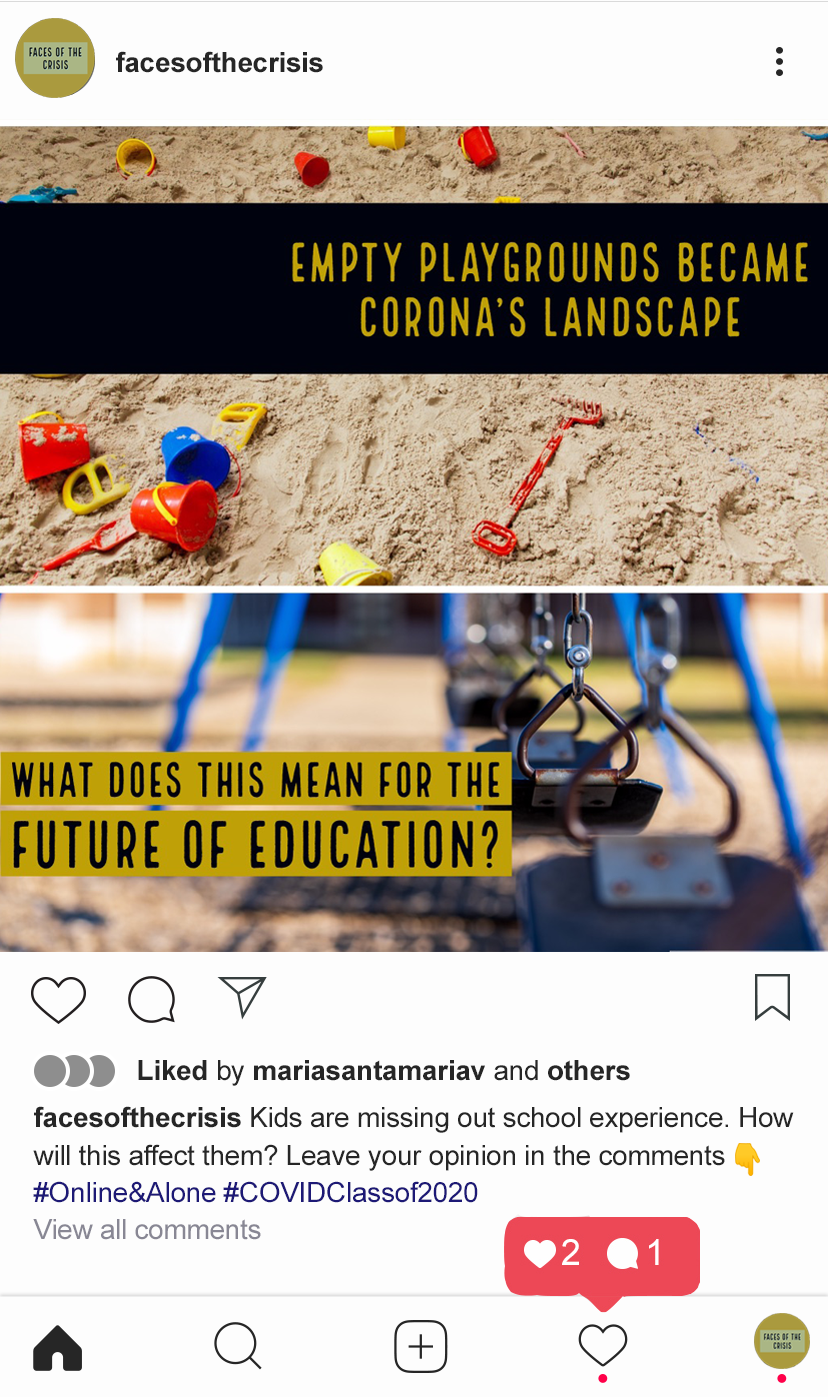 FACES OF THE
CRISIS
facesofthecrisis
EMPTY PLAYGROUNDS BECAME
CORONA'S LANDSCAPE
WHAT DOES THIS MEAN FOR THE
FUTURE OF EDUCATION?
Liked by mariasantamariav and others
facesofthecrisis Kids are missing out school experience. How
will this affect them? Leave your opinion in the comments 👇
#Online&Alone #COVIDClassof2020
View all comments
2 1
FACES OF THE
CRISIS